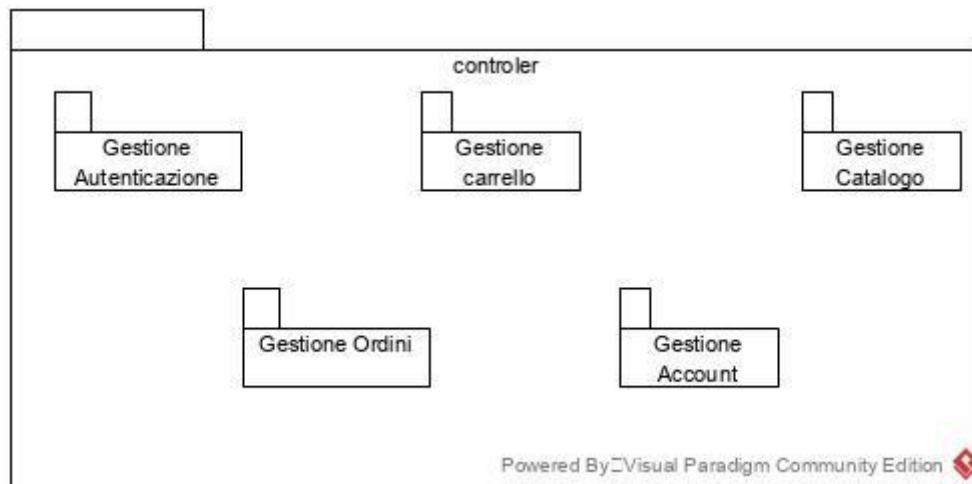 controler
Gestione
Autenticazione
Gestione
carrello
Gestione
Catalogo
Gestione Ordini
Gestione
Account
Powered By□Visual Paradigm Community Edition